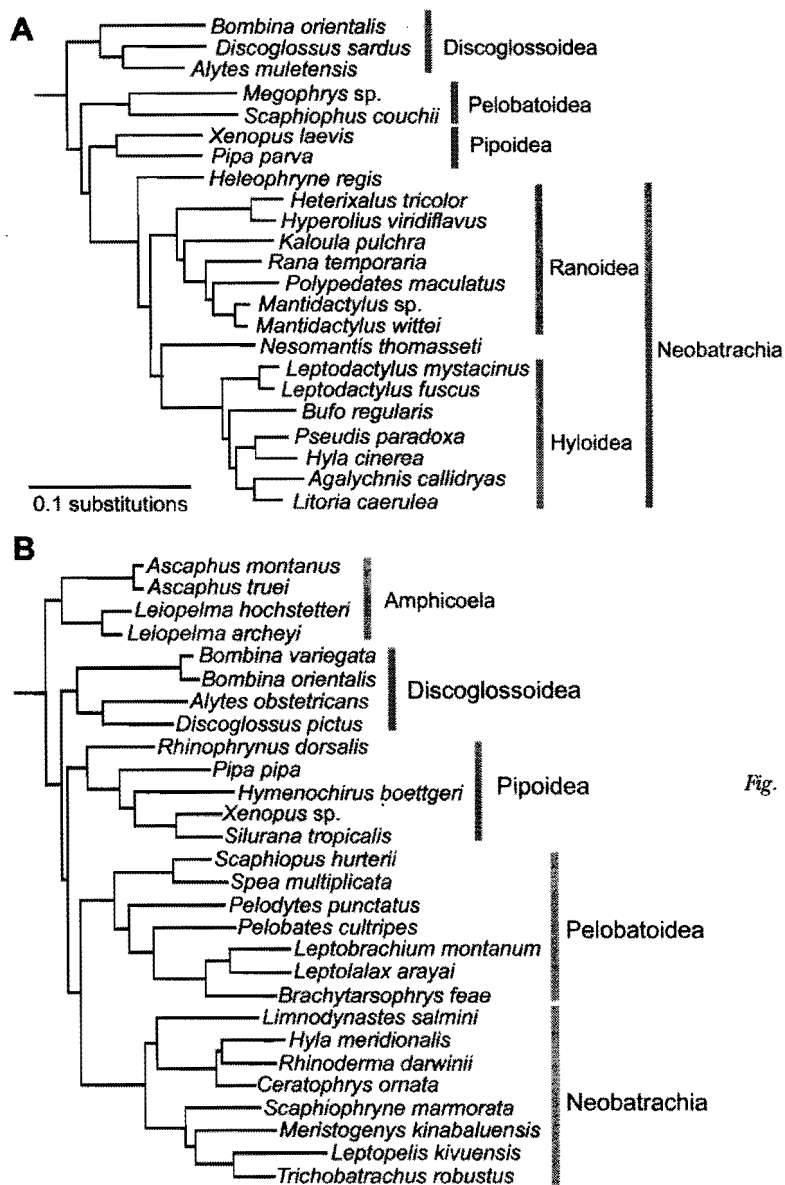 A
Bombina orientalis
Discoglossus sardus
Alytes muletensis
Discoglossoidea
Megophrys sp.
Scaphiophus couchii
Pelobatoidea
Xenopus laevis
Pipa parva
Pipoidea
Heleophryne regis
Heterixalus tricolor
Hyperolius viridiflavus
Kaloula pulchra
Rana temporaria
Polypedates maculatus
Mantidactylus sp.
Mantidactylus wittei
Ranoidea
Nesomantis thomasseti
Leptodactylus mystacinus
Leptodactylus fuscus
Bufo regularis
Pseudis paradoxa
Hyla cinerea
Agalychnis callidryas
Litoria caerulea
Hyloidea
Neobatrachia
0.1 substitutions
B
Ascaphus montanus
Ascaphus truei
Leiopelma hochstetteri
Leiopelma archeyi
Amphicoela
Bombina variegata
Bombina orientalis
Alytes obstetricans
Discoglossus pictus
Discoglossoidea
Rhinophrynus dorsalis
Pipa pipa
Hymenochirus boettgeri
Xenopus sp.
Silurana tropicalis
Pipoidea
Fig.
Scaphiopus hurterii
Spea multiplicata
Pelodytes punctatus
Pelobates cultripes
Leptobrachium montanum
Leptolalax arayai
Brachytarsophrys feae
Pelobatoidea
Limnodynastes salmini
Hyla meridionalis
Rhinoderma darwinii
Ceratophrys ornata
Scaphiophryne marmorata
Meristogenys kinabaluensis
Leptopelis kivuensis
Trichobatrachus robustus
Neobatrachia